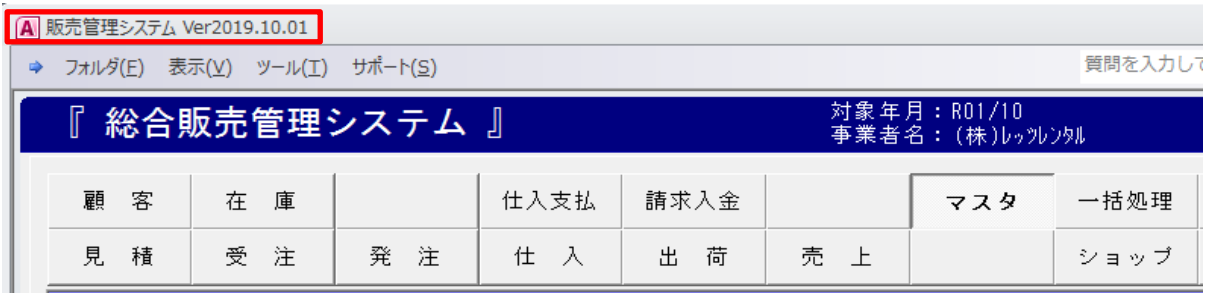 販売管理システム Ver2019.10.01
フォルダ(F) 表示(V) ツール(T) サポート(S) 質問を入力して
『 総合販売管理システム 』
対象年月：R01/10
事業者名：(株)レッツレンタル
顧 客 在 庫 仕入支払 請求入金 マスタ 一括処理
見 積 受 注 発 注 仕 入 出 荷 売 上 ショップ